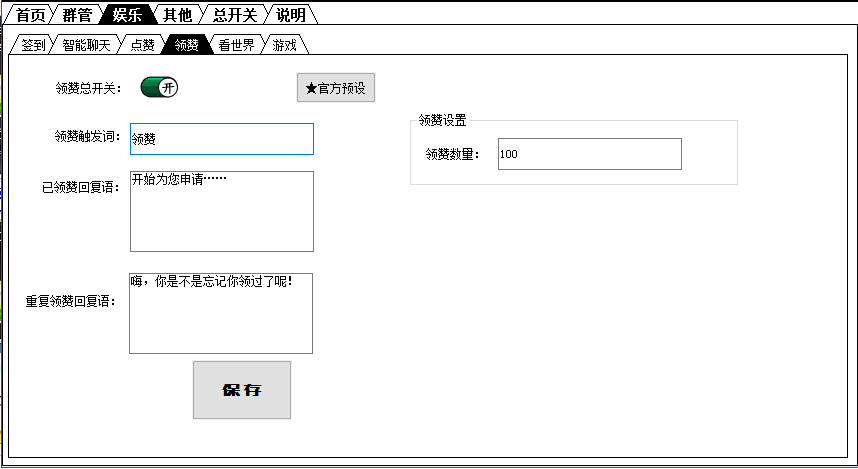 首页 群管 娱乐 其他 总开关 说明
签到 智能聊天 点赞 领赞 看世界 游戏
领赞总开关： 开 ★官方预设
领赞触发词： 领赞
领赞设置
领赞数量： 100
已领赞回复语： 开始为您申请……
重复领赞回复语： 嗨，你是不是忘记你领过了呢！
保存